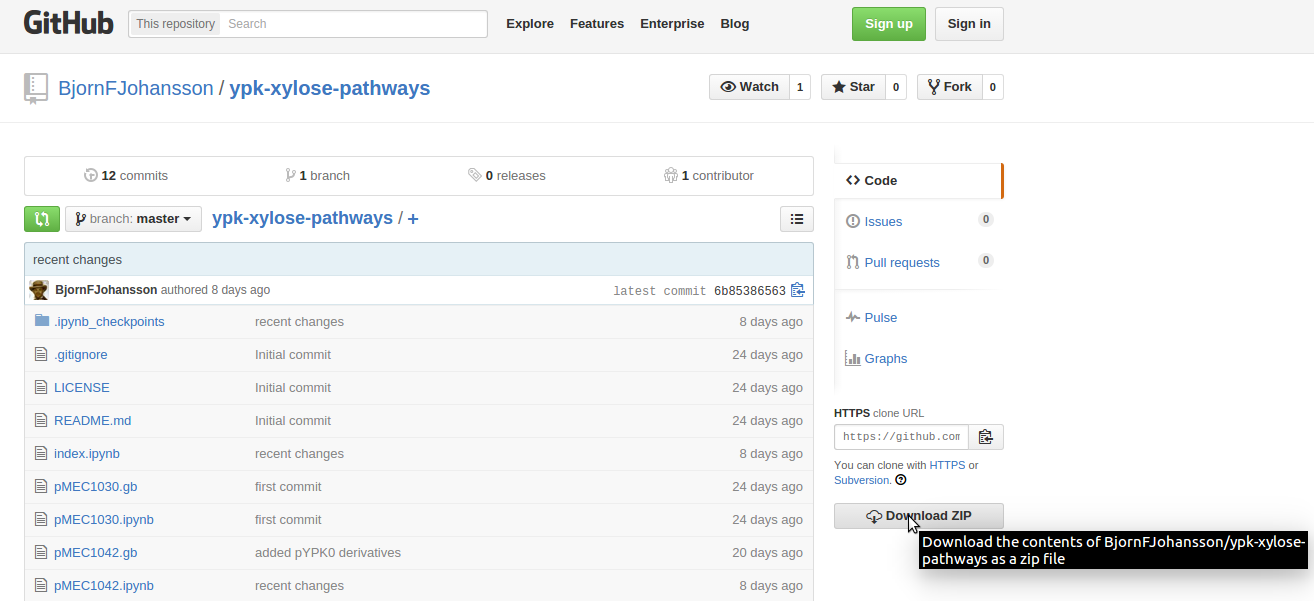 GitHub This repository Search Explore Features Enterprise Blog Sign up Sign in
BjornFJohansson / ypk-xylose-pathways Watch 1 Star 0 Fork 0
12 commits 1 branch 0 releases 1 contributor
branch: master ypk-xylose-pathways / +
recent changes
BjornFJohansson authored 8 days ago latest commit 6b85386563
.ipynb_checkpoints recent changes 8 days ago
.gitignore Initial commit 24 days ago
LICENSE Initial commit 24 days ago
README.md Initial commit 24 days ago
index.ipynb recent changes 8 days ago
pMEC1030.gb first commit 24 days ago
pMEC1030.ipynb first commit 24 days ago
pMEC1042.gb added pYPK0 derivatives 20 days ago
pMEC1042.ipynb recent changes 8 days ago
Code
Issues 0
Pull requests 0
Pulse
Graphs
HTTPS clone URL
https://github.com
You can clone with HTTPS or
Subversion.
Download ZIP
Download the contents of BjornFJohansson/ypk-xylose-
pathways as a zip file